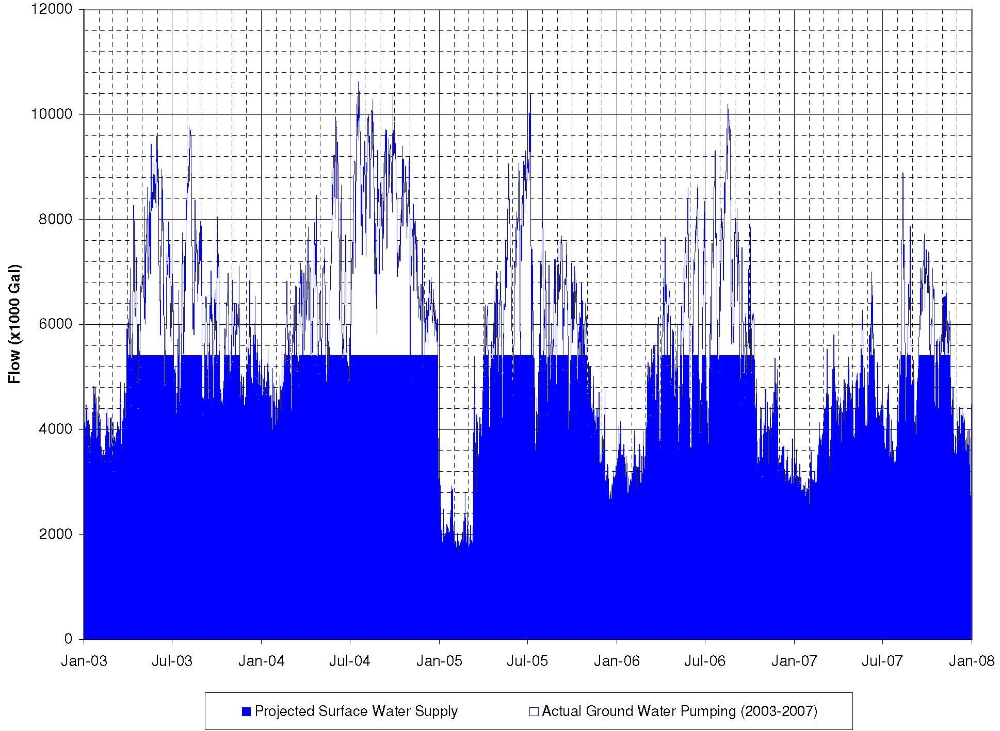 12000
10000
8000
6000
4000
2000
0
Flow (x1000 Gal)
Jan-03 Jul-03 Jan-04 Jul-04 Jan-05 Jul-05 Jan-06 Jul-06 Jan-07 Jul-07 Jan-08
Projected Surface Water Supply Actual Ground Water Pumping (2003-2007)